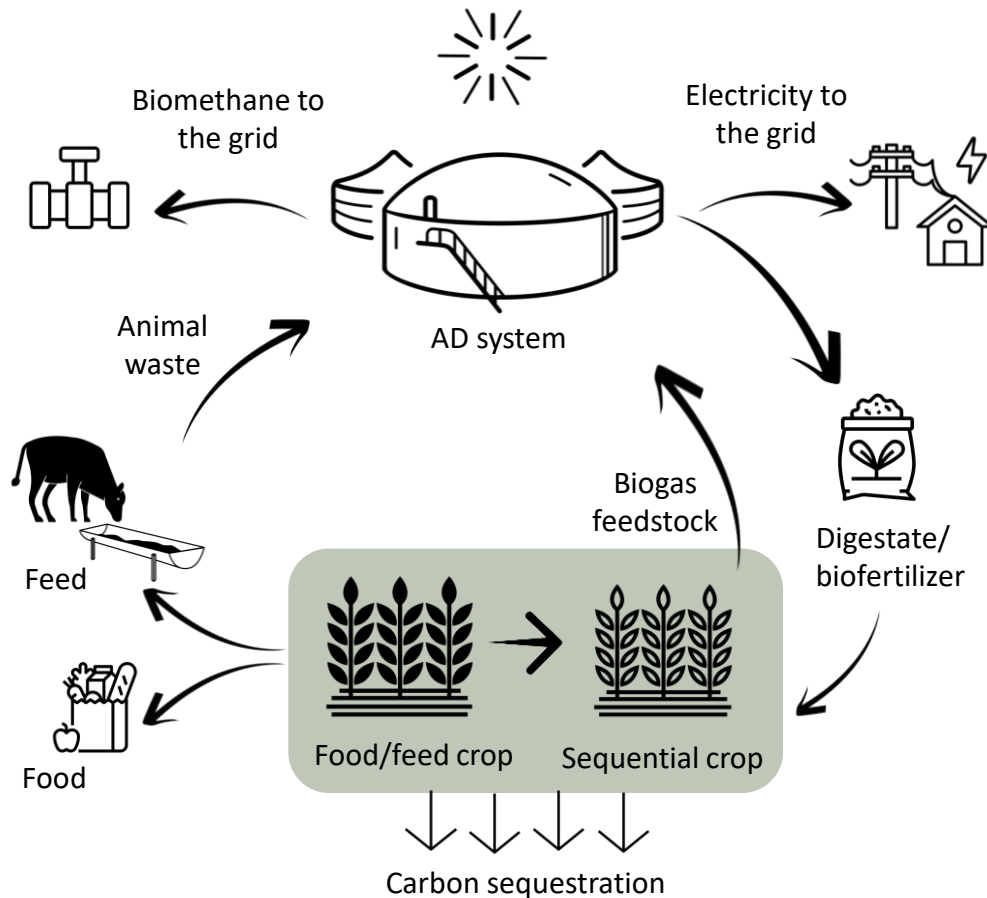 Biomethane to
the grid
Electricity to
the grid
Animal
waste
AD system
Biogas
feedstock
Digestate/
biofertilizer
Feed
Food
Food/feed crop
Sequential crop
Carbon sequestration